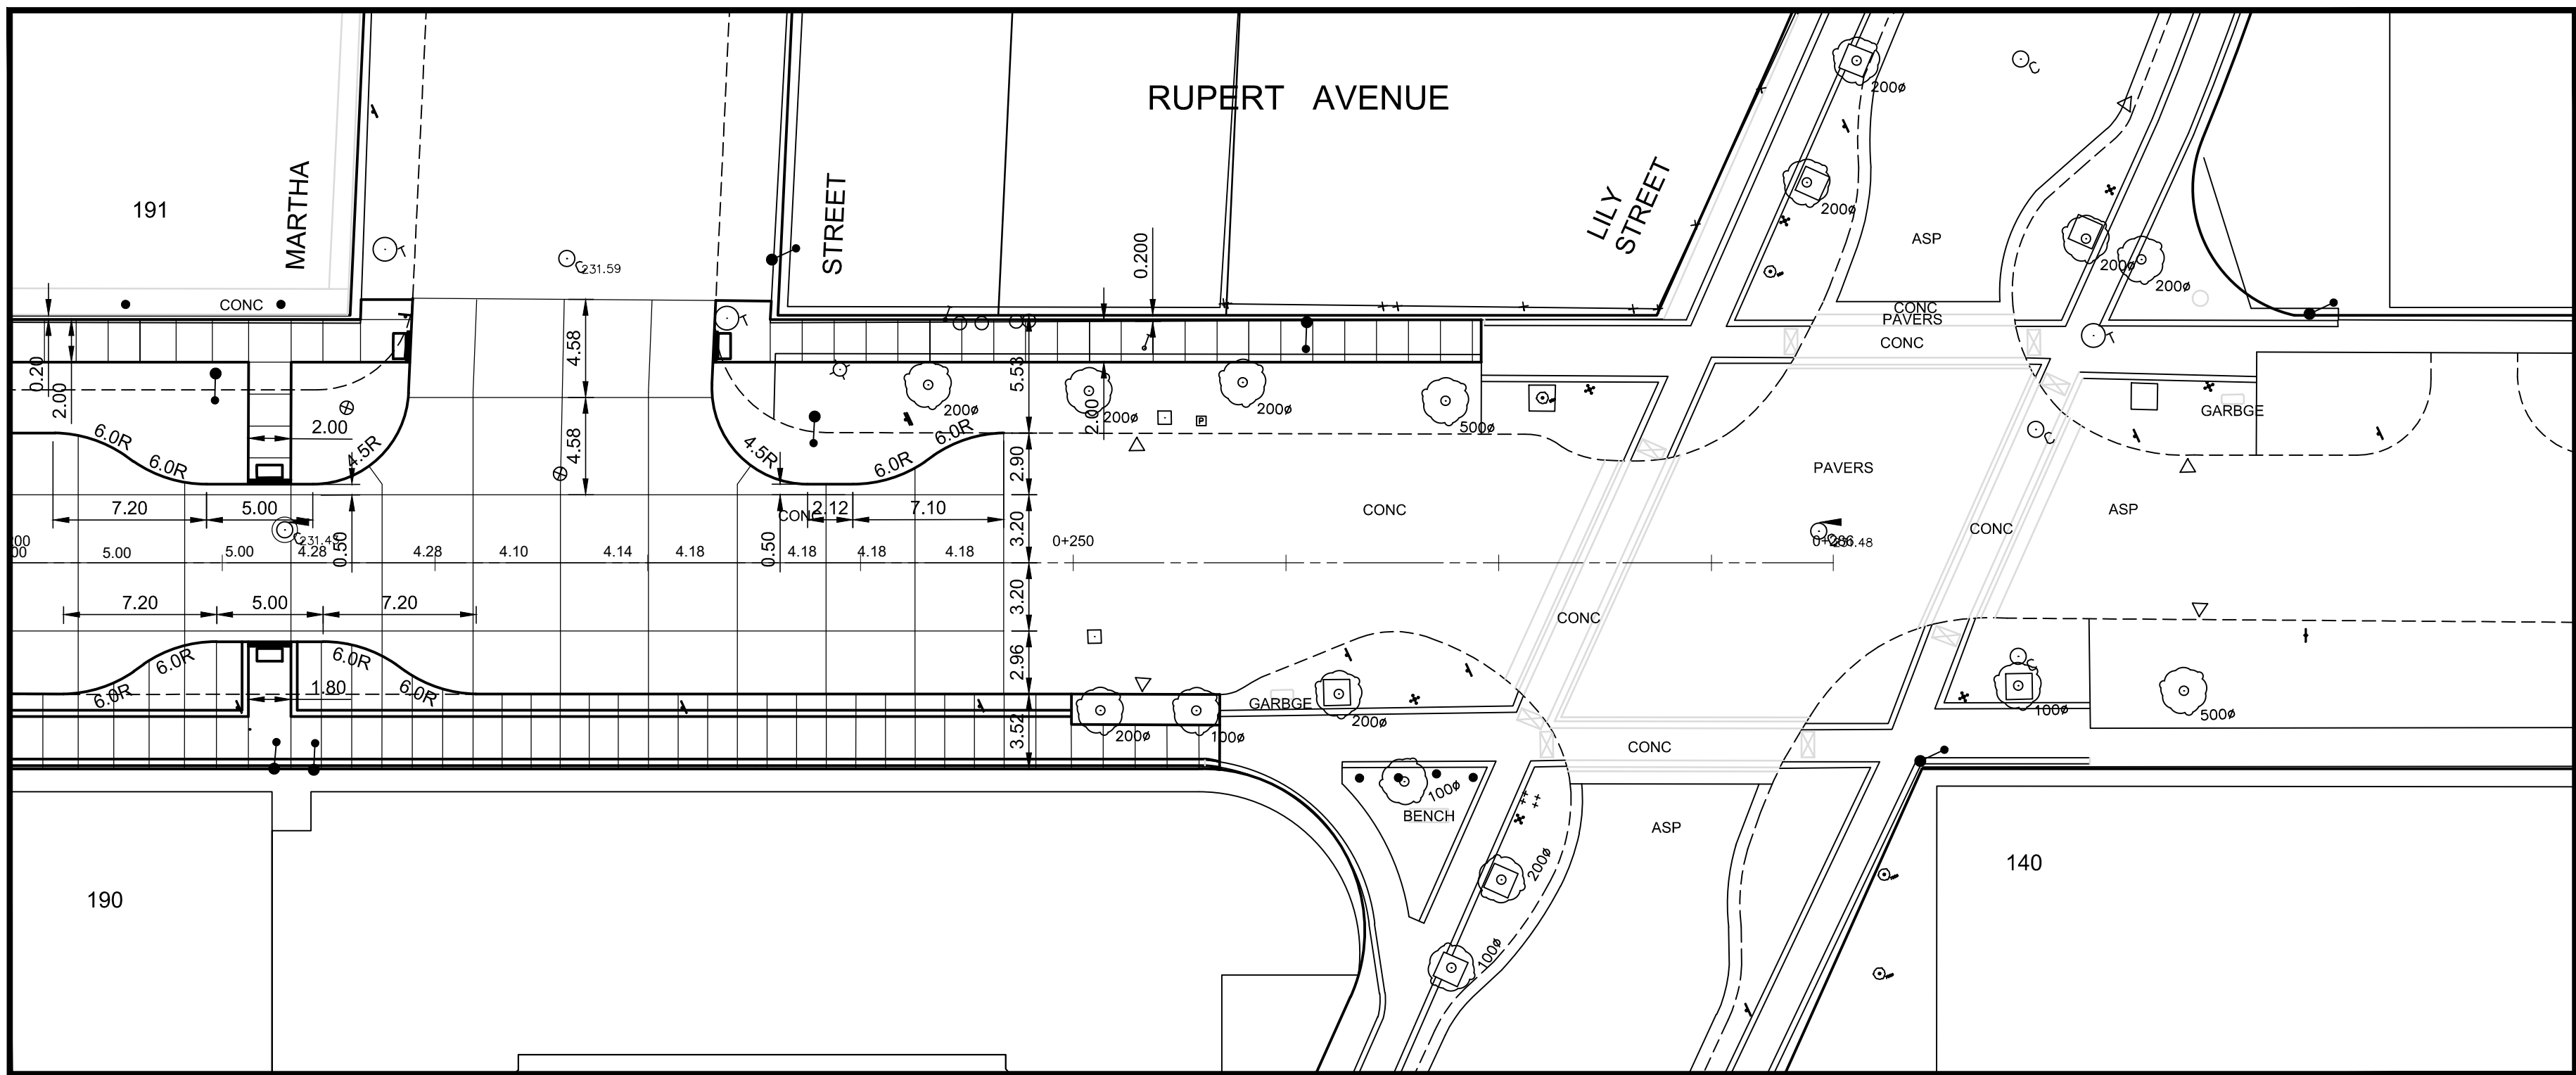 RUPERT AVENUE
MARTHA
STREET
LILY
STREET
191
CONC
T
C
231.59
T
0.200
200ø
200ø
C
ASP
200ø
200ø
CONC
PAVERS
CONC
T
0.20
2.00
2.00
4.58
4.58
5.53
2.00
200ø
200ø
200ø
500ø
P
GARBGE
C
6.0R
6.0R
4.5R
4.5R
6.0R
6.0R
2.90
PAVERS
7.20
5.00
CONC
2.12
7.10
3.20
CONC
CONC
ASP
0.50
0.50
5.00
5.00
4.28
4.28
4.10
4.14
4.18
4.18
4.18
4.18
0+250
0+286
231.48
7.20
5.00
7.20
3.20
CONC
6.0R
6.0R
6.0R
6.0R
1.80
2.96
3.52
GARBGE
200ø
100ø
200ø
C
100ø
500ø
CONC
100ø
BENCH
ASP
200ø
100ø
190
140